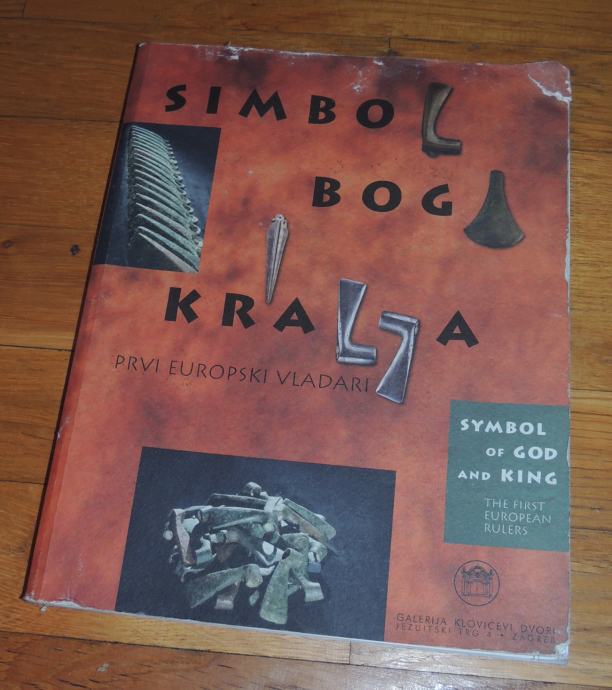 SIMBOL
BOGA
I
KRALJA
PRVI EUROPSKI VLADARI
SYMBOL
OF GOD
AND KING
THE FIRST
EUROPEAN
RULERS
GALERIJA KLOVIĆEVI DVORI
JEZUITSKI TRG 4 • ZAGREB